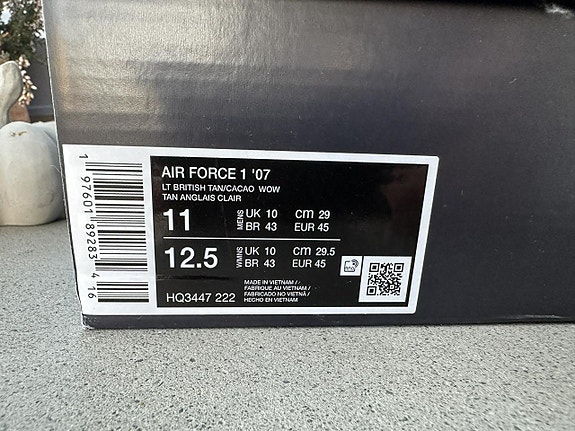 AIR FORCE 1 '07
LT BRITISH TAN/CACAO WOW
TAN ANGLAIS CLAIR
11 MENS UK 10 CM 29
BR 43 EUR 45
12.5 WMNS UK 10 CM 29.5
BR 43 EUR 45
MADE IN VIETNAM /
FABRIQUE AU VIETNAM /
FABRICADO NO VIETNÃ /
HECHO EN VIETNAM
HQ3447 222
1 97601 89283 4 16